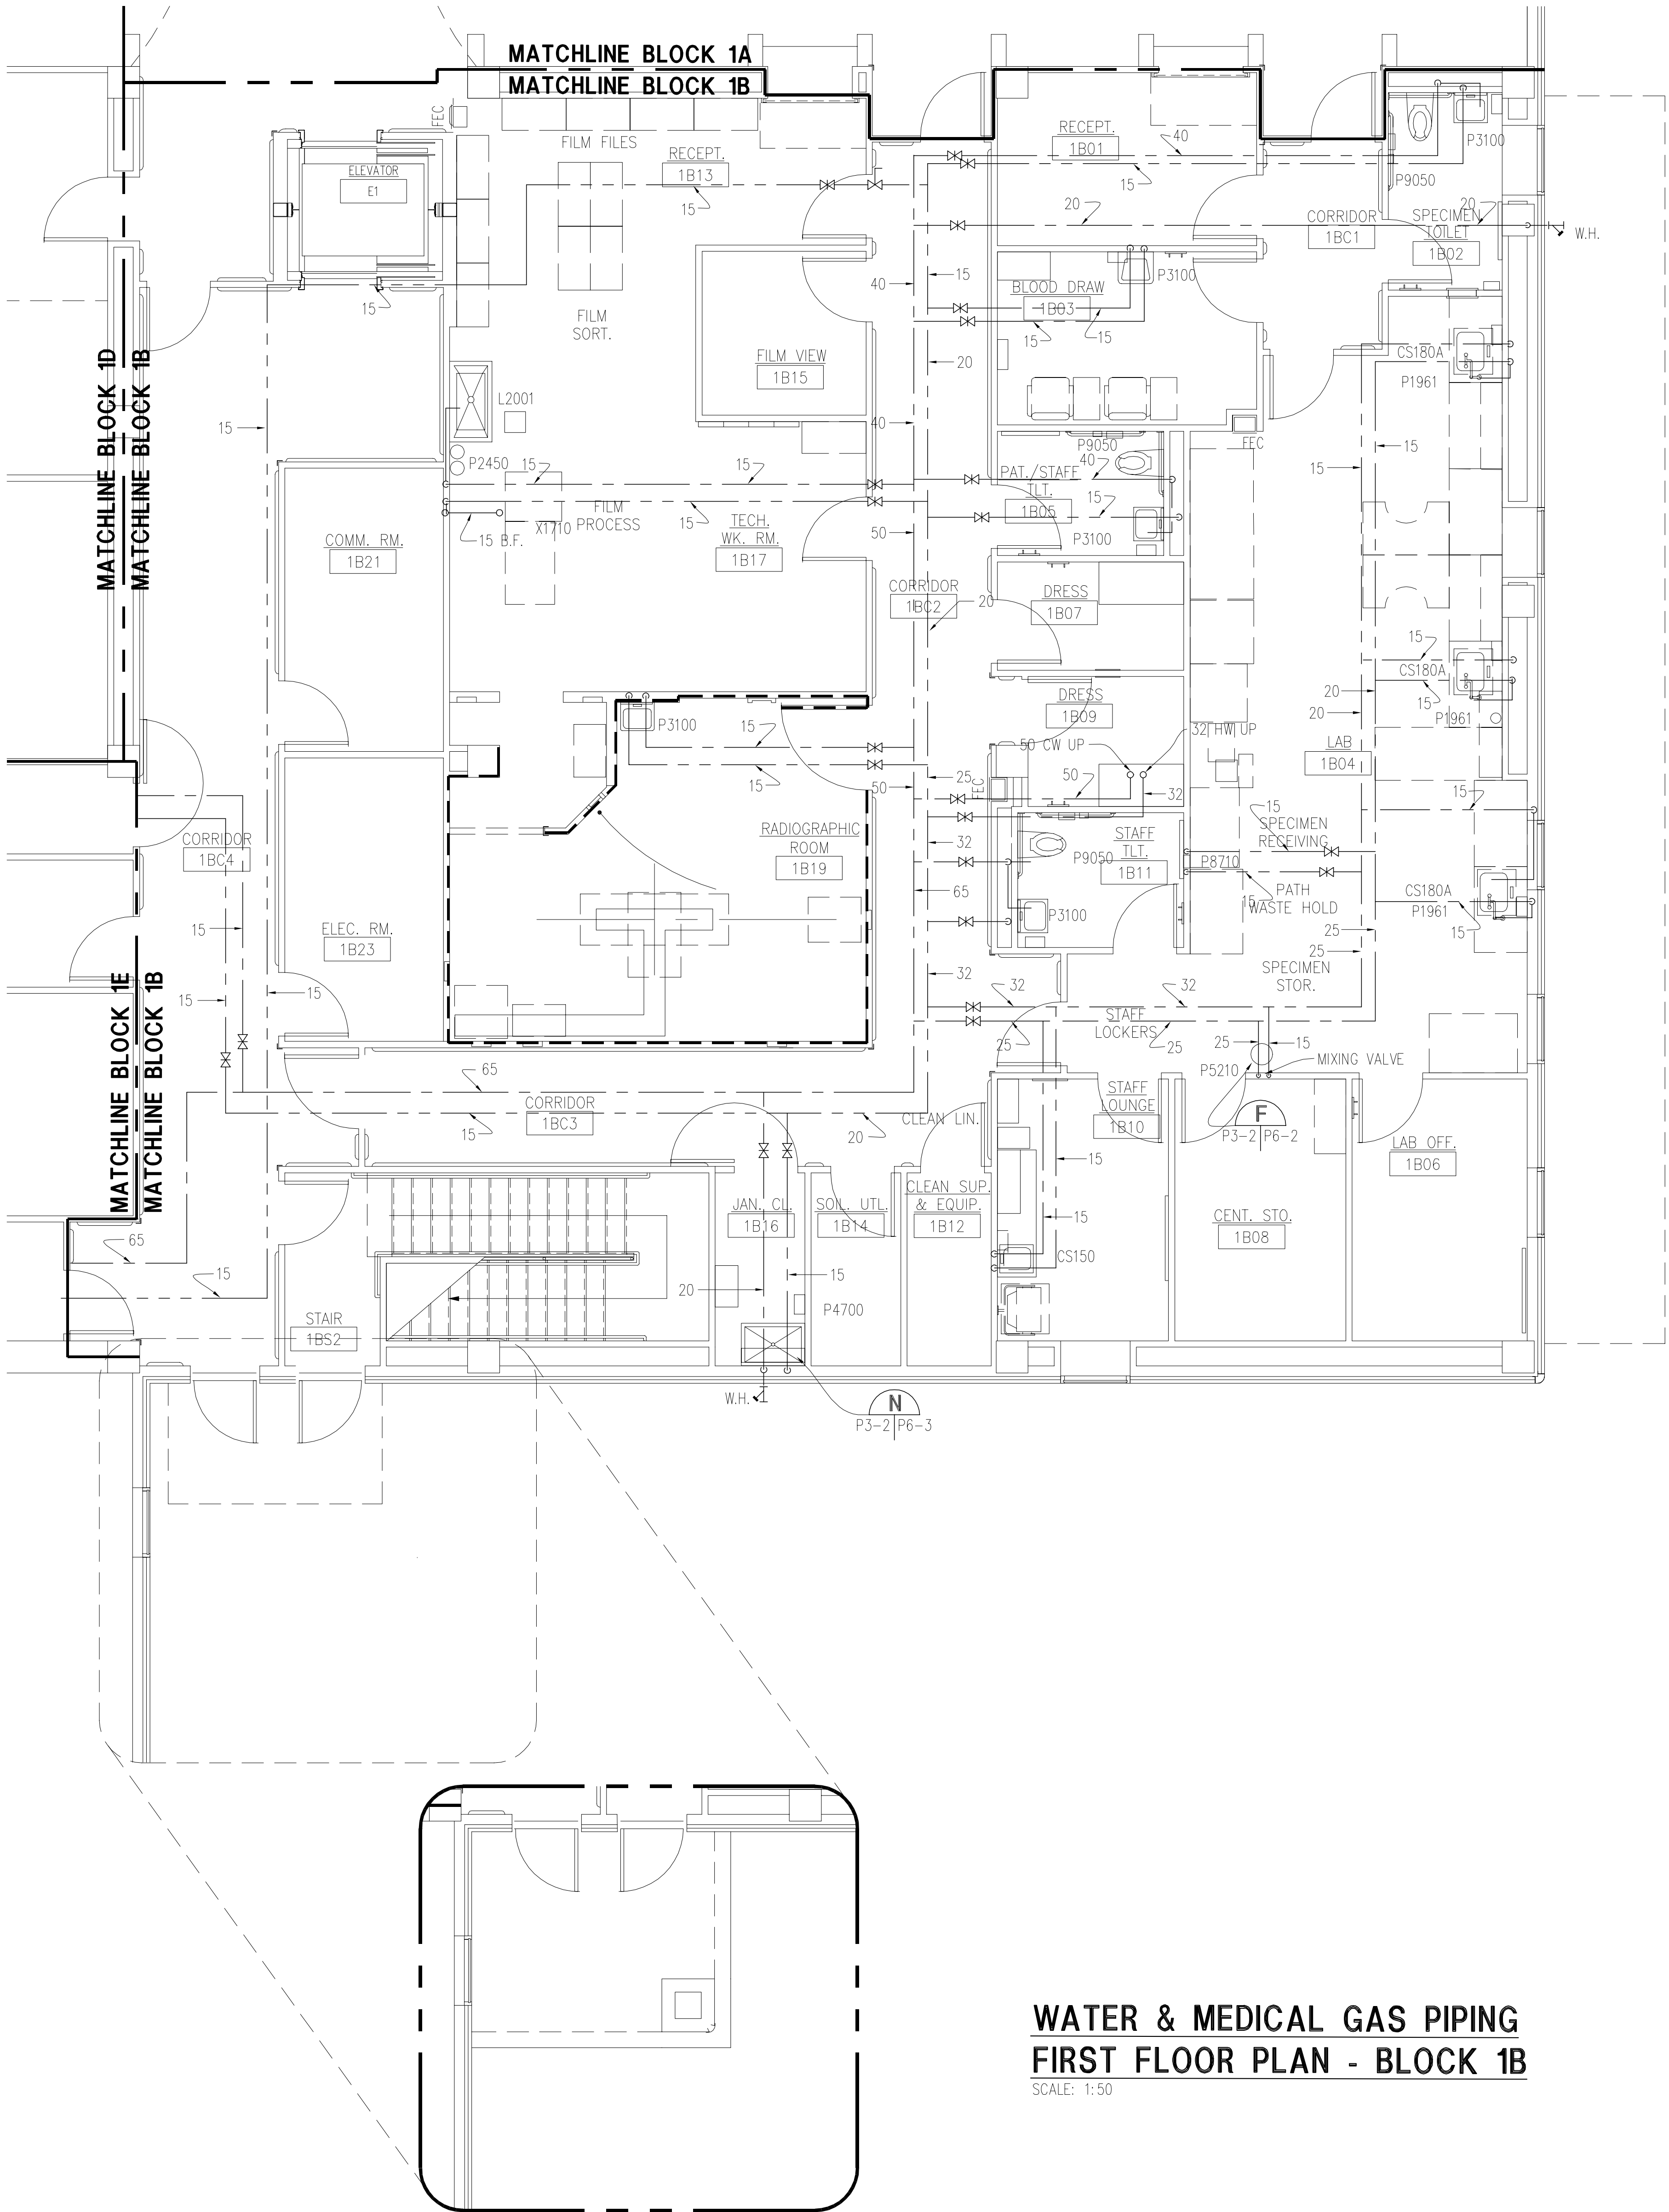 MATCHLINE BLOCK 1A
MATCHLINE BLOCK 1B
FEC
FILM FILES
RECEPT.
1B13
RECEPT.
1B01
40
P3100
ELEVATOR
E1
15
15
P9050
20
CORRIDOR
1BC1
SPECIMEN
TOILET
1B02
20
W.H.
15
40
15
P3100
BLOOD DRAW
1B03
15
15
FILM
SORT.
FILM VIEW
1B15
20
CS180A
P1961
MATCHLINE BLOCK 1D
MATCHLINE BLOCK 1B
L2001
15
40
P9050
FEC
15
15
P2450
15
15
40
PAT./STAFF
TLT.
1B05
15
FILM
PROCESS
X1710
15
15 B.F.
TECH.
WK. RM.
1B17
50
P3100
COMM. RM.
1B21
CORRIDOR
1BC2
20
DRESS
1B07
15
CS180A
15
P1961
20
20
DRESS
1B09
P3100
15
15
50 CW UP
32 HW UP
LAB
1B04
25
50
FEC
50
32
15
15
SPECIMEN
RECEIVING
CORRIDOR
1BC4
RADIOGRAPHIC
ROOM
1B19
32
STAFF
TLT.
1B11
P9050
P8710
65
PATH
WASTE HOLD
15
CS180A
P1961
15
P3100
15
ELEC. RM.
1B23
25
25
SPECIMEN
STOR.
32
MATCHLINE BLOCK 1E
MATCHLINE BLOCK 1B
15
15
32
32
STAFF
LOCKERS
25
25
25
15
MIXING VALVE
P5210
65
CORRIDOR
1BC3
15
20
CLEAN LIN.
STAFF
LOUNGE
1B10
F
P3-2
P6-2
LAB OFF.
1B06
15
JAN. CL.
1B16
SOIL. UTL.
1B14
CLEAN SUP.
& EQUIP.
1B12
15
CENT. STO.
1B08
65
15
20
15
CS150
P4700
STAIR
1BS2
W.H.
N
P3-2
P6-3
WATER & MEDICAL GAS PIPING
FIRST FLOOR PLAN - BLOCK 1B
SCALE: 1:50